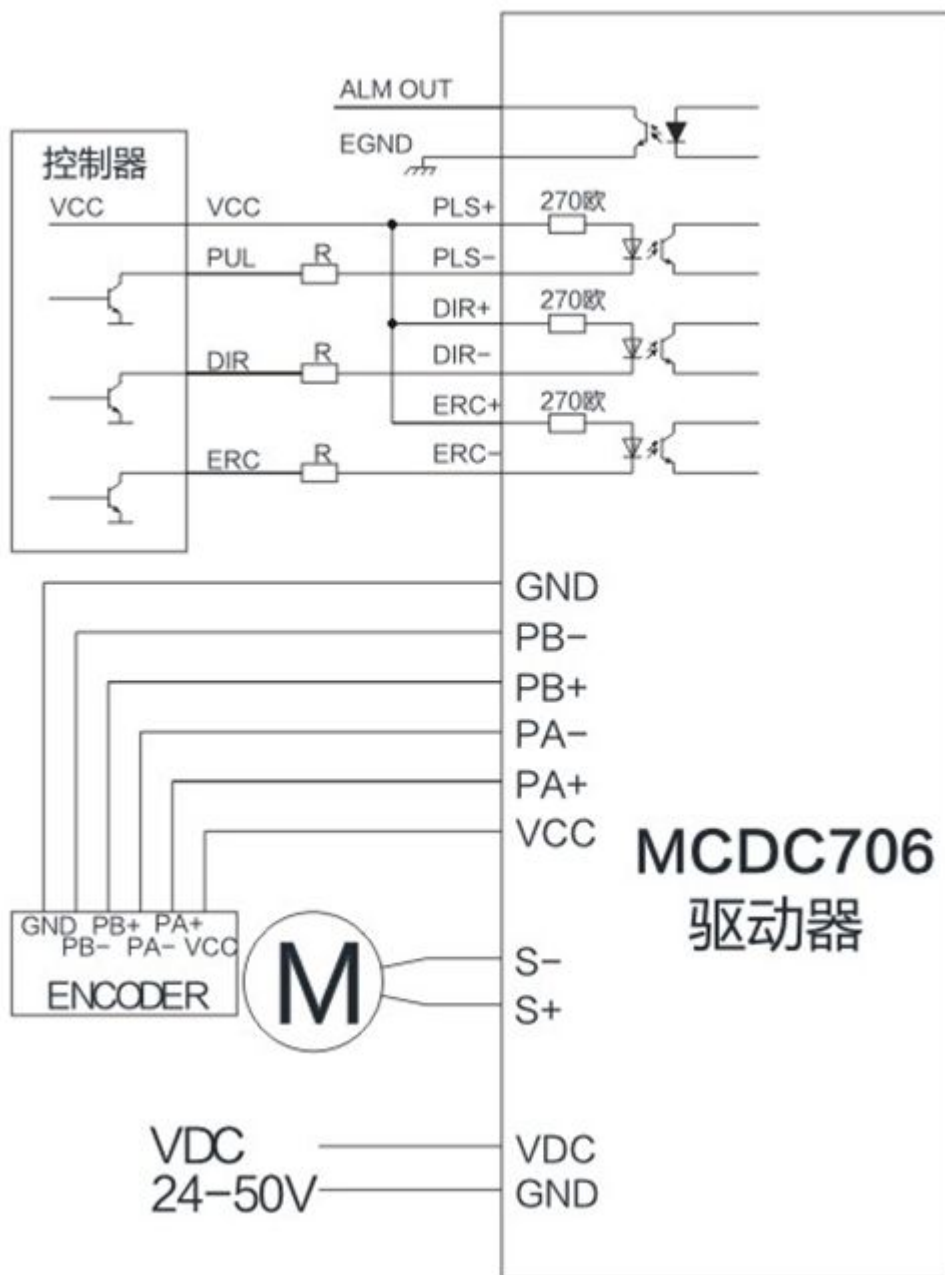 ALM OUT
EGND
控制器
VCC VCC PLS+ 270欧
PUL R PLS-
DIR+ 270欧
DIR R DIR-
ERC+ 270欧
ERC R ERC-
GND
PB-
PB+
PA-
PA+
VCC
MCDC706
驱动器
GND PB+ PA+
PB- PA- VCC
ENCODER
M
S-
S+
VDC VDC
24-50V GND